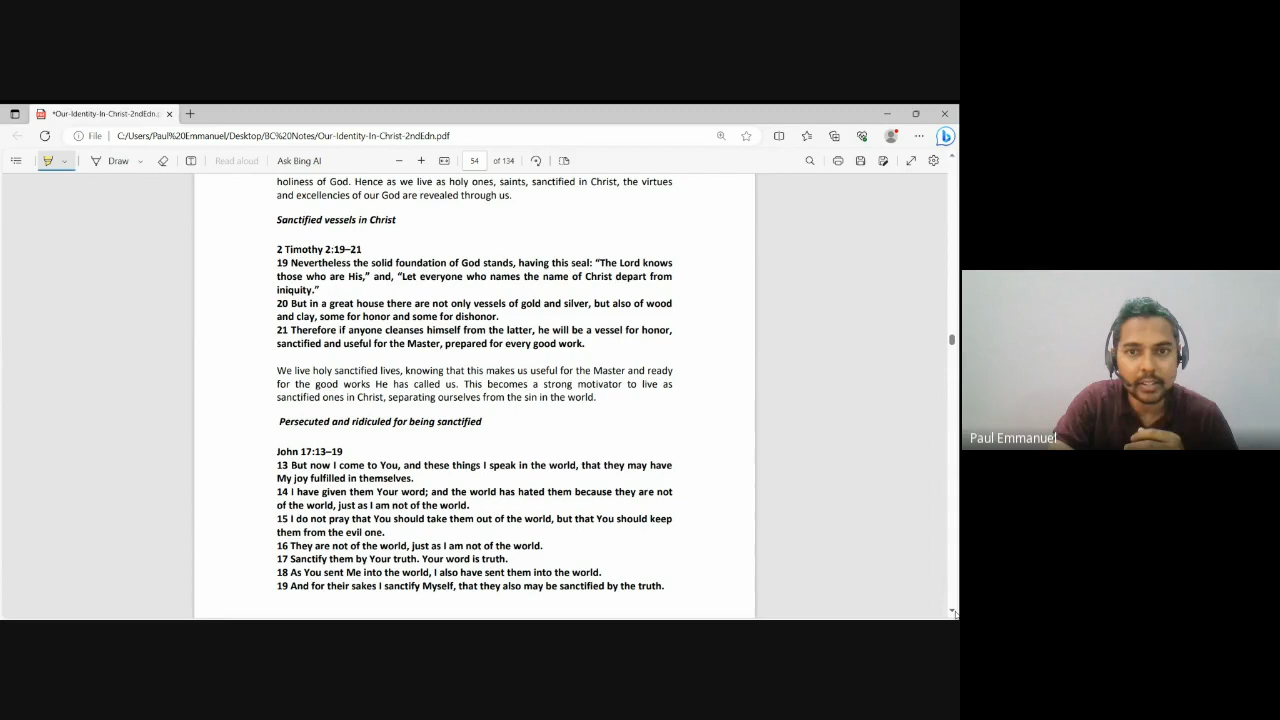 *Our-Identity-In-Christ-2ndEdn.
File
C:/Users/Paul%20Emmanuel/Desktop/BC%20Notes/Our-Identity-In-Christ-2ndEdn.pdf
Draw
Read aloud
Ask Bing AI
54 of 134
holiness of God. Hence as we live as holy ones, saints, sanctified in Christ, the virtues
and excellencies of our God are revealed through us.
Sanctified vessels in Christ
2 Timothy 2:19–21
19 Nevertheless the solid foundation of God stands, having this seal: “The Lord knows
those who are His,” and, “Let everyone who names the name of Christ depart from
iniquity.”
20 But in a great house there are not only vessels of gold and silver, but also of wood
and clay, some for honor and some for dishonor.
21 Therefore if anyone cleanses himself from the latter, he will be a vessel for honor,
sanctified and useful for the Master, prepared for every good work.
We live holy sanctified lives, knowing that this makes us useful for the Master and ready
for the good works He has called us. This becomes a strong motivator to live as
sanctified ones in Christ, separating ourselves from the sin in the world.
Persecuted and ridiculed for being sanctified
John 17:13–19
13 But now I come to You, and these things I speak in the world, that they may have
My joy fulfilled in themselves.
14 I have given them Your word; and the world has hated them because they are not
of the world, just as I am not of the world.
15 I do not pray that You should take them out of the world, but that You should keep
them from the evil one.
16 They are not of the world, just as I am not of the world.
17 Sanctify them by Your truth. Your word is truth.
18 As You sent Me into the world, I also have sent them into the world.
19 And for their sakes I sanctify Myself, that they also may be sanctified by the truth.
Paul Emmanuel